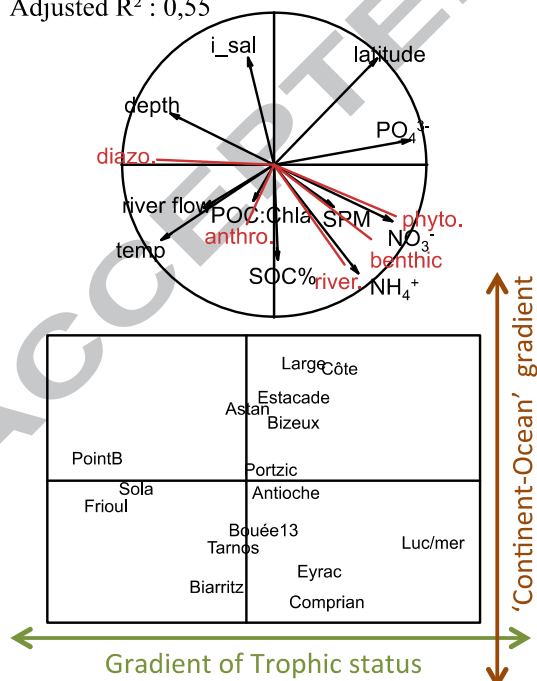 Adjusted R² : 0,55
i_sal
latitude
depth
PO₄³⁻
diazo.
river flow
POC:Chla
SPM
phyto.
anthro.
NO₃⁻
temp
benthic
SOC%
river.
NH₄⁺
Large
Côte
Estacade
Astan
Bizeux
PointB
Portzic
Sola
Antioche
Frioul
Bouée13
Tarnos
Luc/mer
Eyrac
Biarritz
Comprian
'Continent-Ocean' gradient
Gradient of Trophic status
ACCEPTE